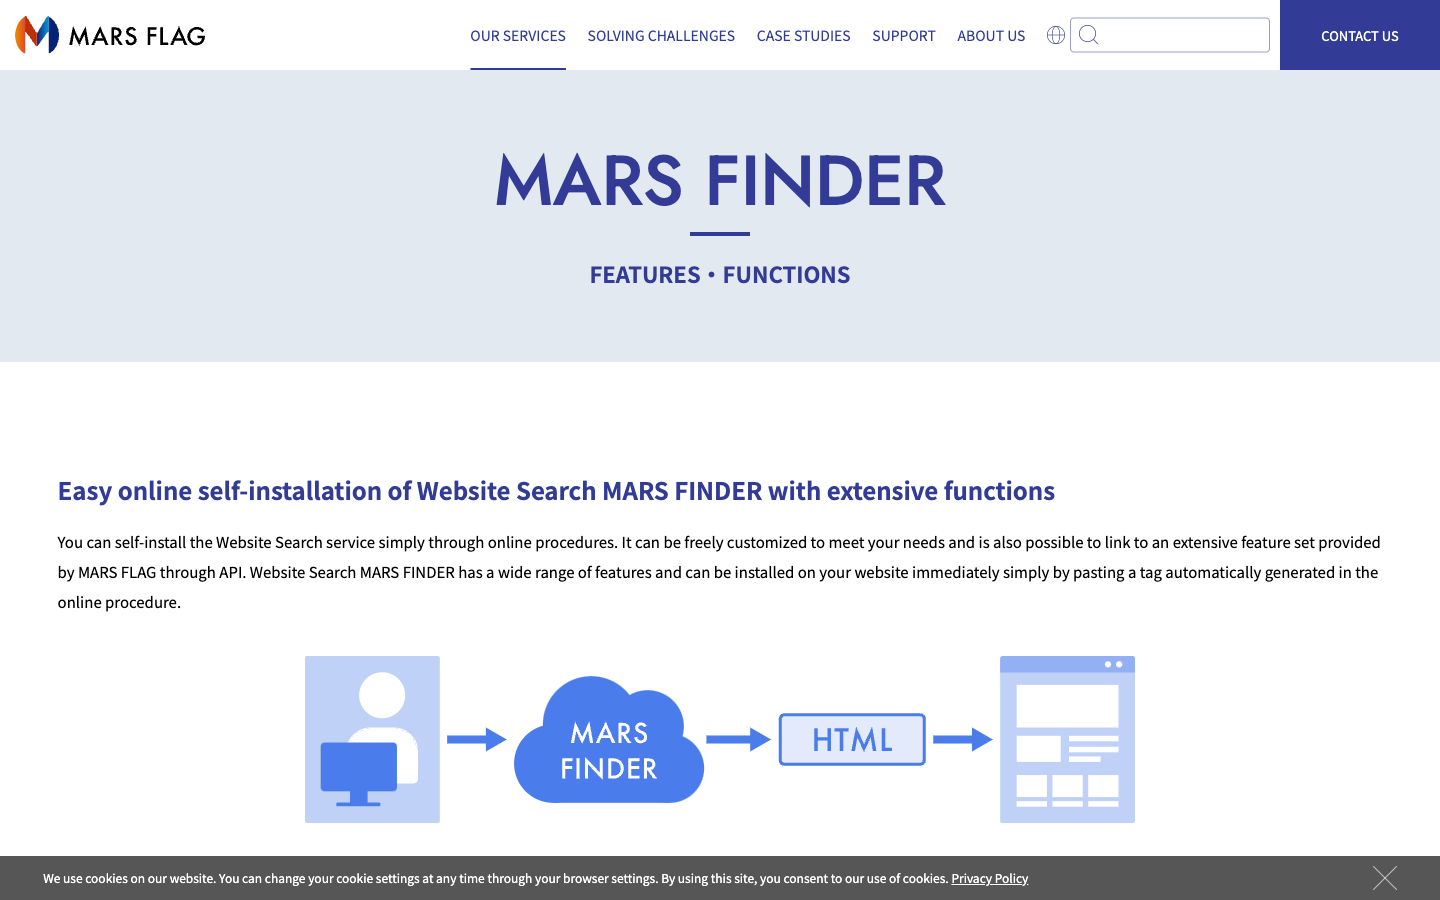 MARS FLAG
OUR SERVICES
SOLVING CHALLENGES
CASE STUDIES
SUPPORT
ABOUT US
CONTACT US
MARS FINDER
FEATURES・FUNCTIONS
Easy online self-installation of Website Search MARS FINDER with extensive functions
You can self-install the Website Search service simply through online procedures. It can be freely customized to meet your needs and is also possible to link to an extensive feature set provided
by MARS FLAG through API. Website Search MARS FINDER has a wide range of features and can be installed on your website immediately simply by pasting a tag automatically generated in the
online procedure.
MARS
FINDER
HTML
We use cookies on our website. You can change your cookie settings at any time through your browser settings. By using this site, you consent to our use of cookies. Privacy Policy